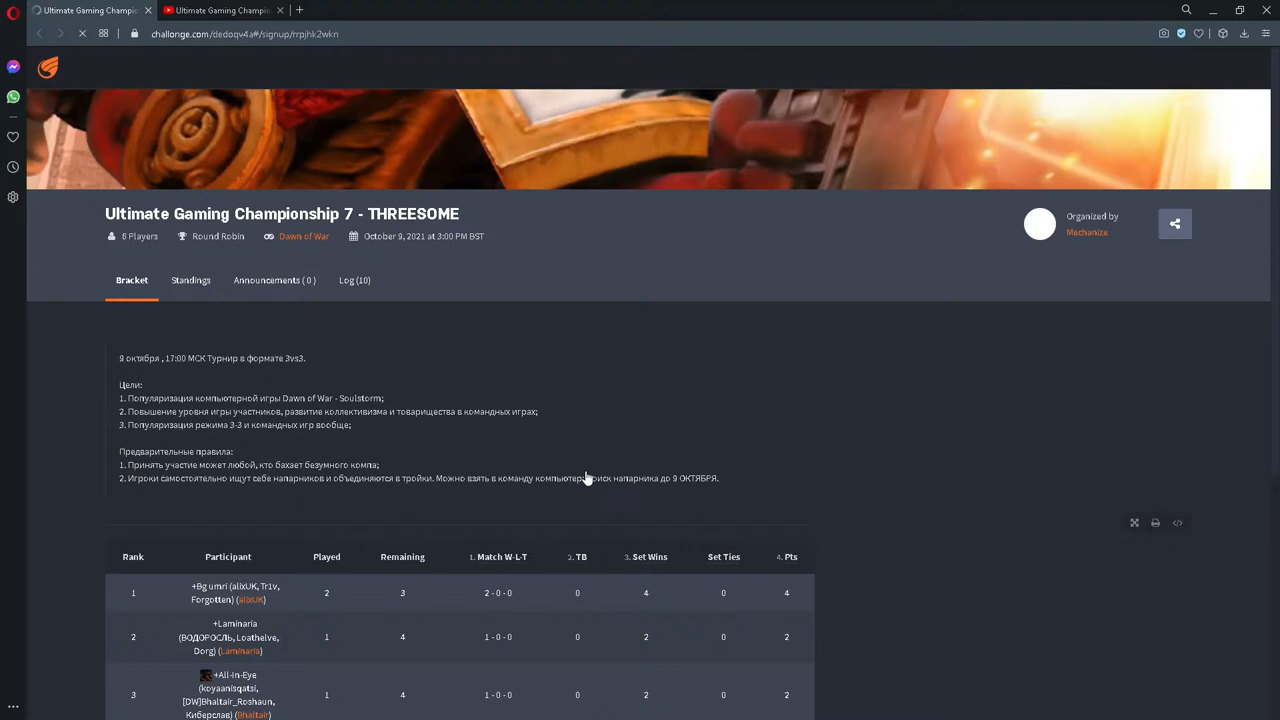 Ultimate Gaming Champio
Ultimate Gaming Champion
challonge.com/dedoqv4a#/signup/rrpjhk2wkn
Ultimate Gaming Championship 7 - THREESOME
6 Players
Round Robin
Dawn of War
October 9, 2021 at 3:00 PM BST
Organized by
Mechanize
Bracket
Standings
Announcements ( 0 )
Log (10)
9 октября , 17:00 МСК Турнир в формате 3vs3.
Цели:
1. Популяризация компьютерной игры Dawn of War - Soulstorm;
2. Повышение уровня игры участников, развитие коллективизма и товарищества в командных играх;
3. Популяризация режима 3-3 и командных игр вообще;
Предварительные правила:
1. Принять участие может любой, кто бахает безумного компа;
2. Игроки самостоятельно ищут себе напарников и объединяются в тройки. Можно взять в команду компьютер. напарника до 9 ОКТЯБРЯ.
Rank Participant Played Remaining 1. Match W-L-T 2. TB 3. Set Wins Set Ties 4. Pts
1 +Bg umri (alixUK, Tr1v, Forgotten) (alixUK) 2 3 2 - 0 - 0 0 4 0 4
2 +Laminaria (ВОДОРОСЛЬ, Loathelve, Dorg) (Laminaria) 1 4 1 - 0 - 0 0 2 0 2
3 +All-In-Eye (koyaanisqatsi, [DW]Bhaltair_Roshaun, Киберслав) (Bhaltair) 1 4 1 - 0 - 0 0 2 0 2